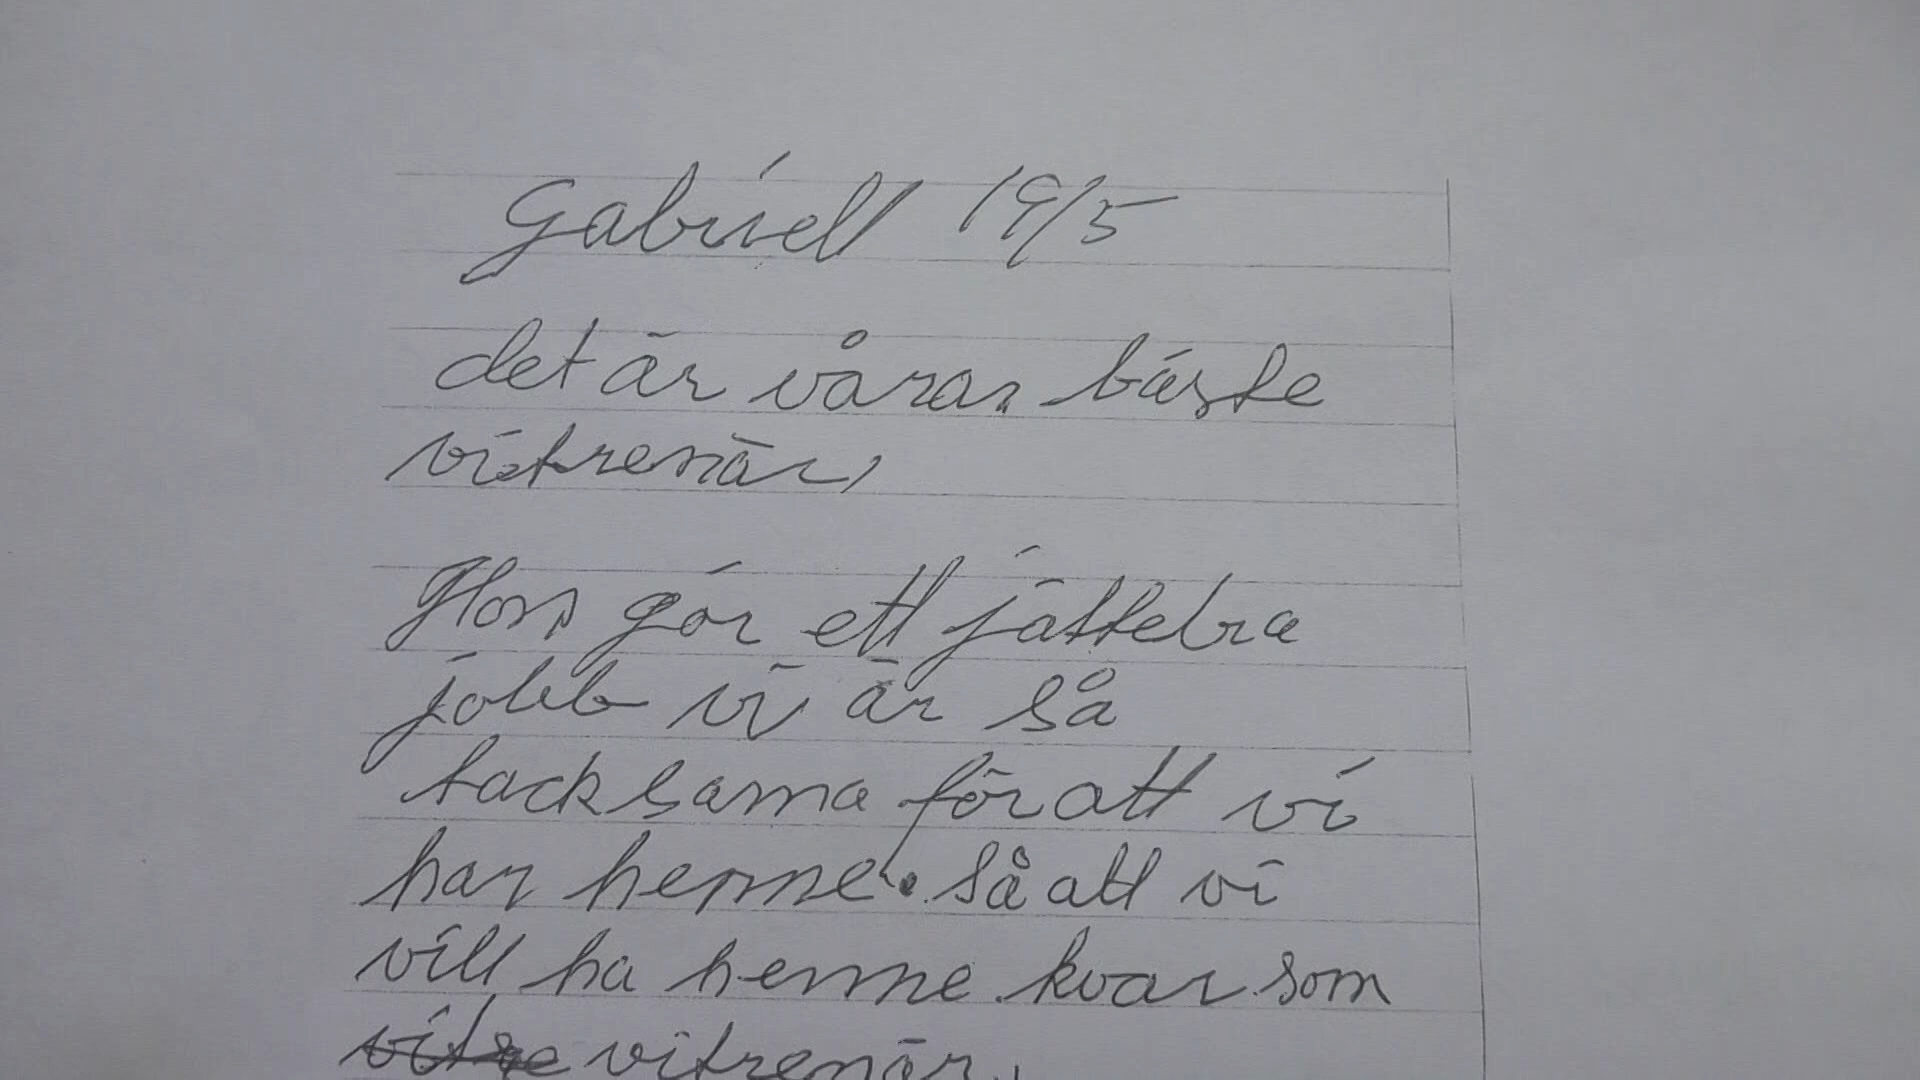 Gabriell 19/5
det är våran bäste
vitrenär,
Hon gör ett jättebra
jobb vi är så
tacksamma för att vi
har henne. Så att vi
vill ha henne kvar som
vitrenär.